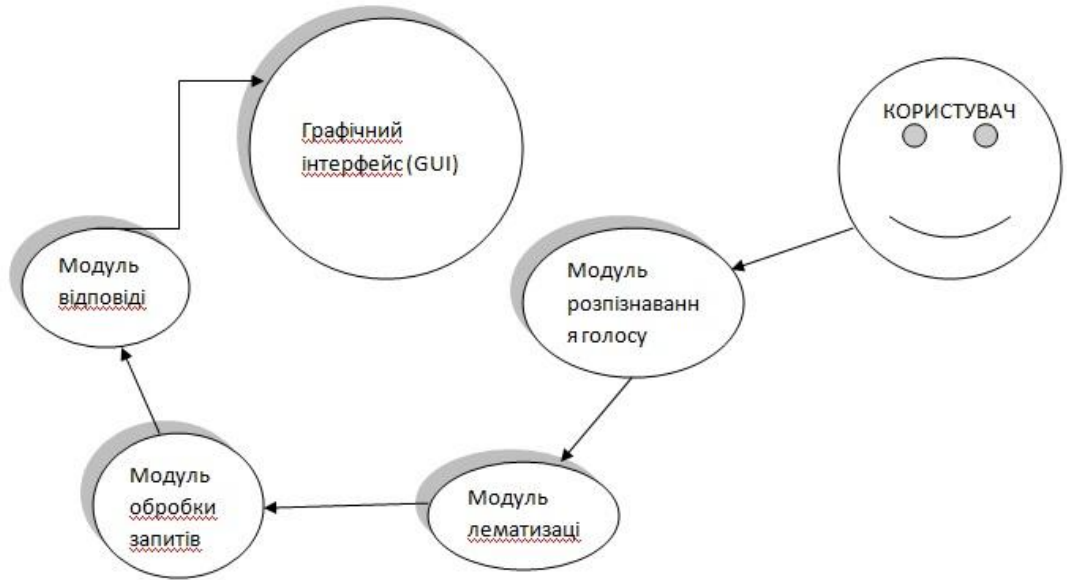 Графічний
інтерфейс (GUI)
КОРИСТУВАЧ
Модуль
відповіді
Модуль
розпізнаванн
я голосу
Модуль
обробки
запитів
Модуль
лематизаці